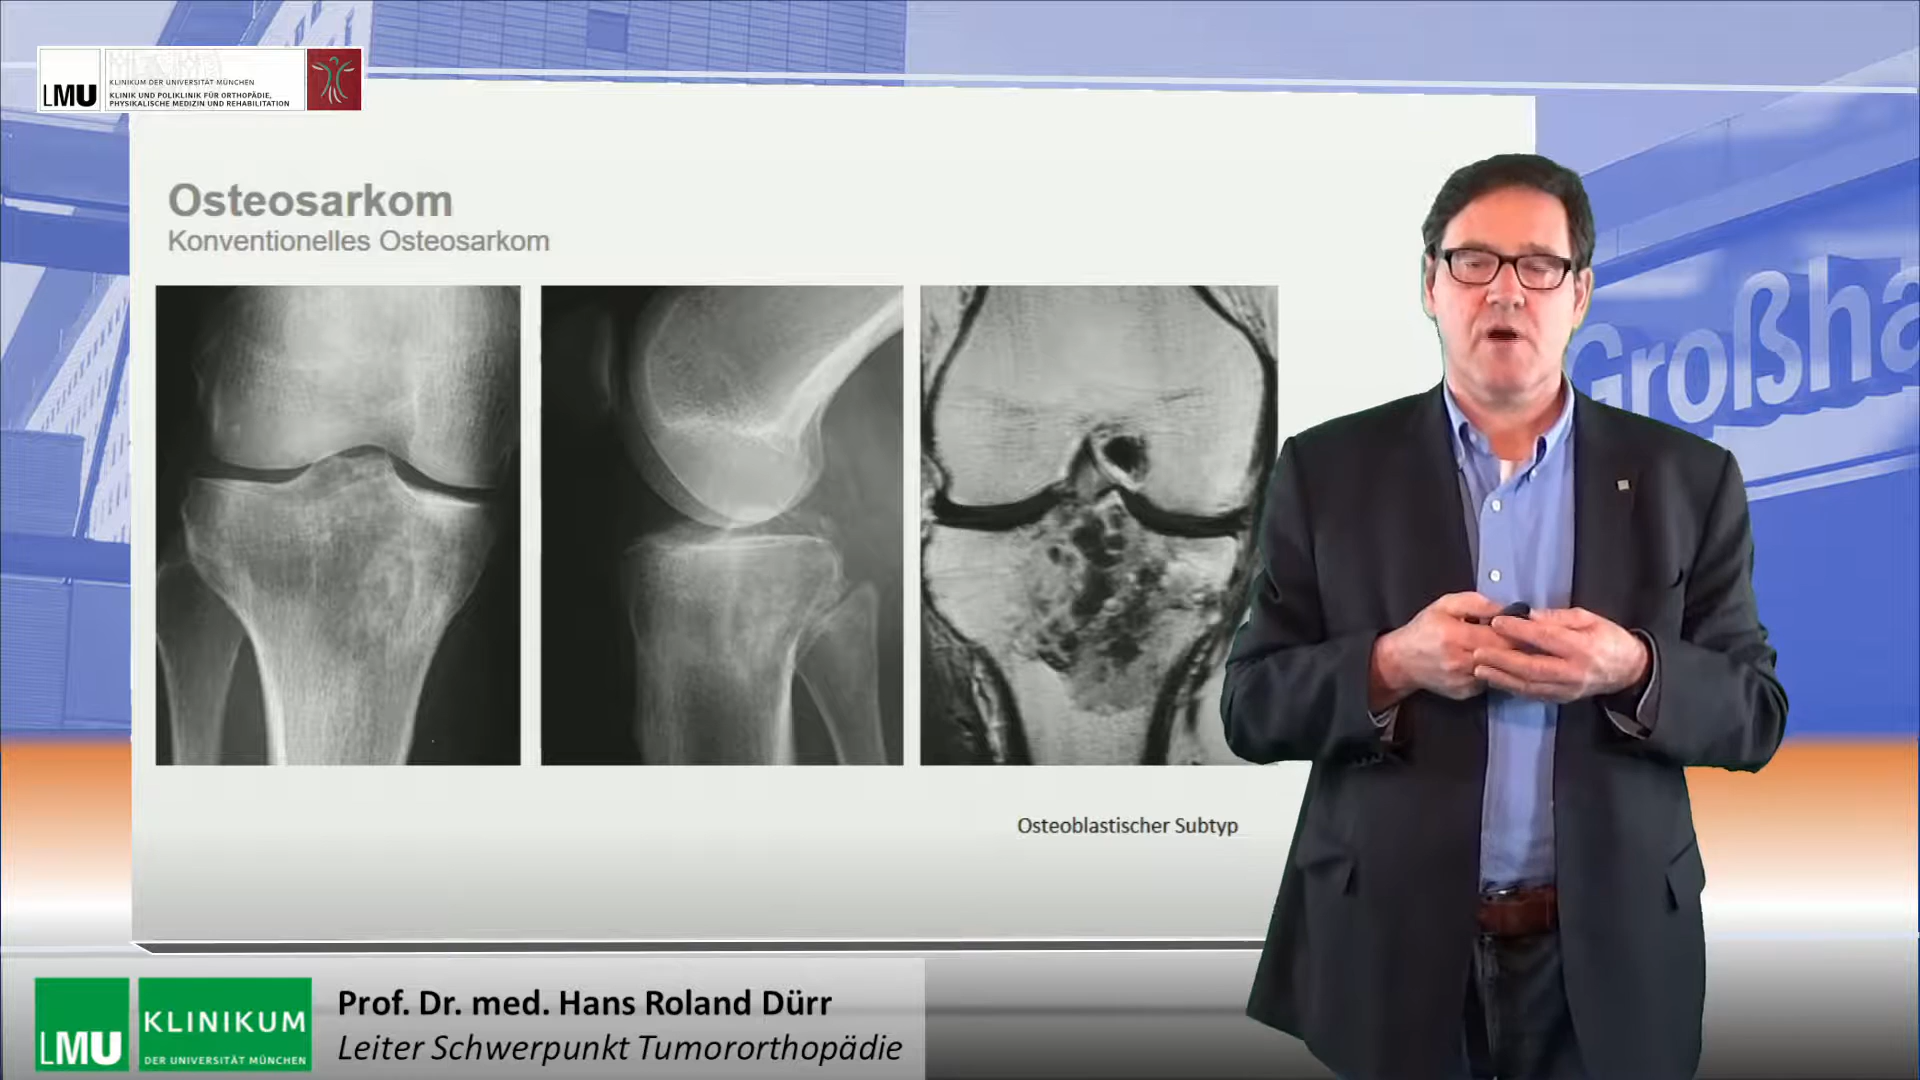 LMU
KLINIKUM DER UNIVERSITÄT MÜNCHEN
KLINIK UND POLIKLINIK FÜR ORTHOPÄDIE,
PHYSIKALISCHE MEDIZIN UND REHABILITATION
Osteosarkom
Konventionelles Osteosarkom
Großha
Osteoblastischer Subtyp
LMU
KLINIKUM
DER UNIVERSITÄT MÜNCHEN
Prof. Dr. med. Hans Roland Dürr
Leiter Schwerpunkt Tumororthopädie